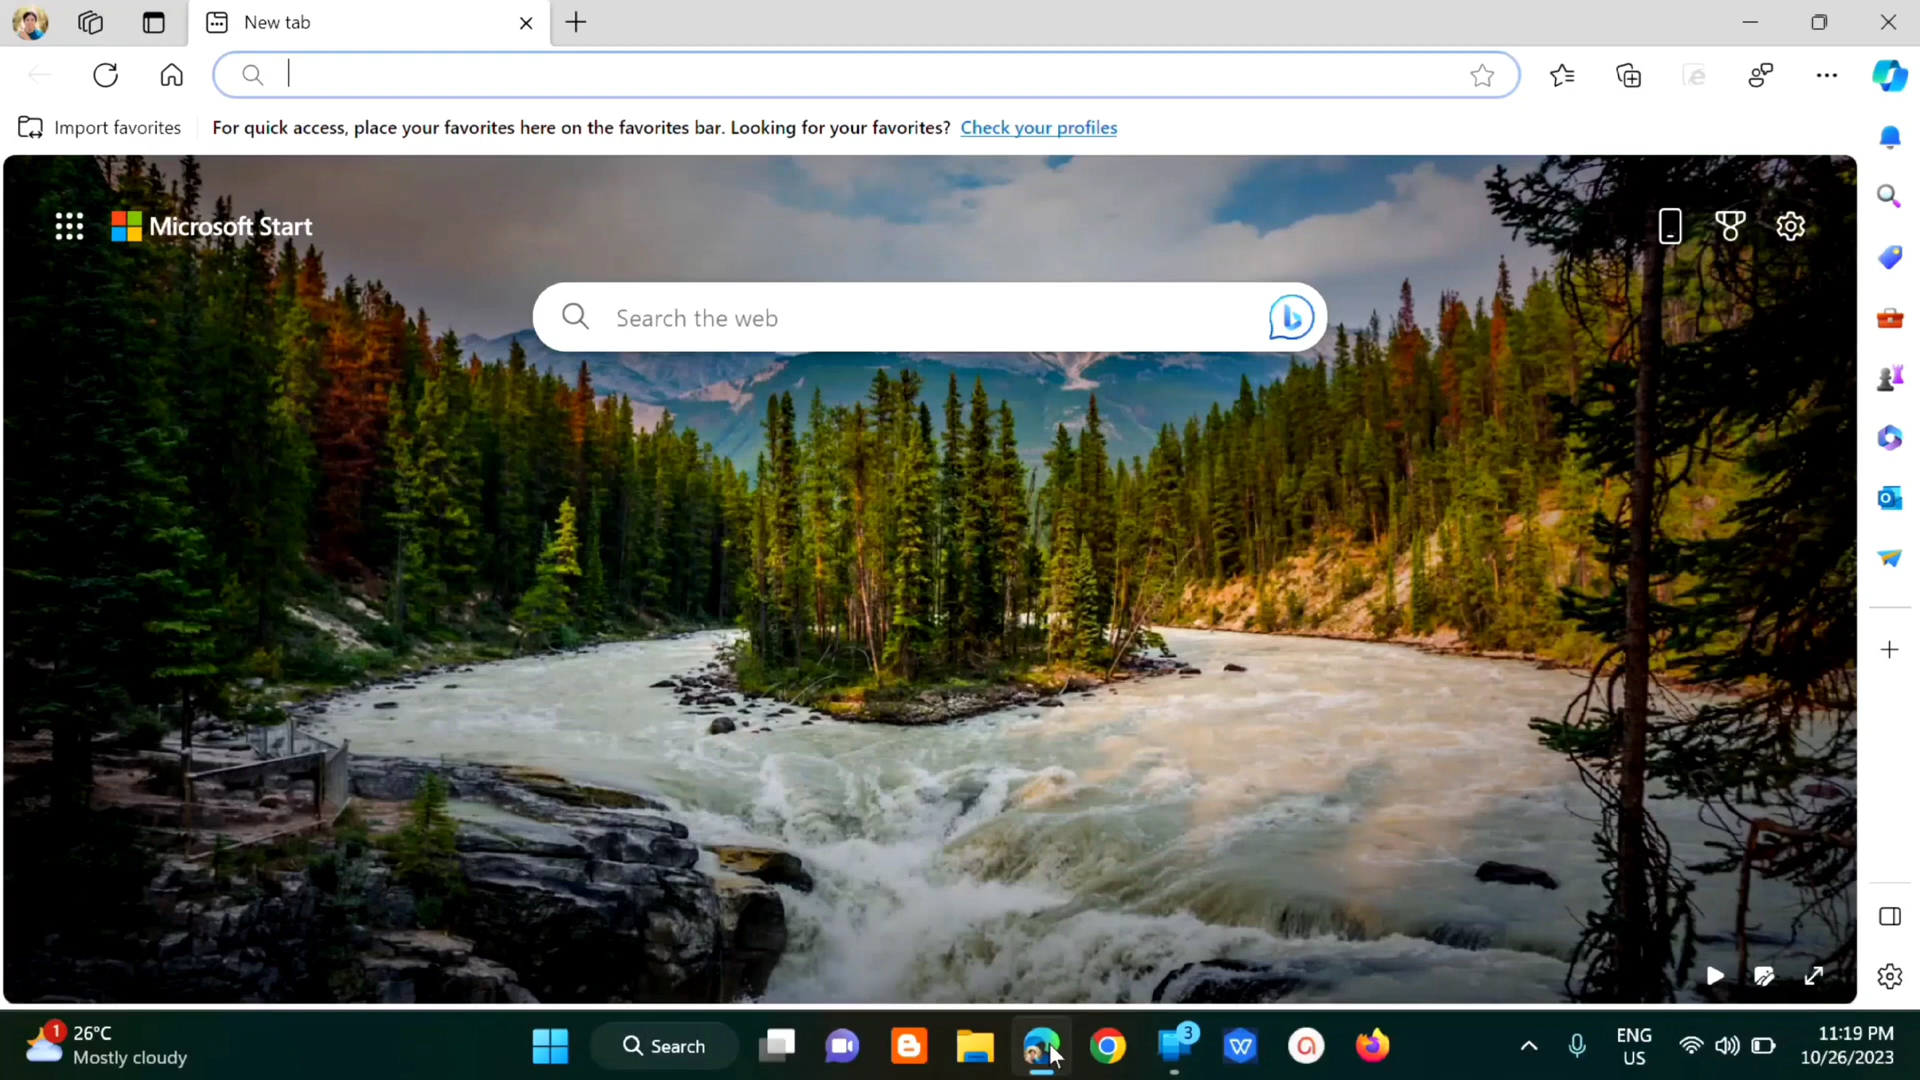 New tab
Import favorites
For quick access, place your favorites here on the favorites bar. Looking for your favorites? Check your profiles
Microsoft Start
Search the web
1
26°C
Mostly cloudy
Search
3
ENG
US
11:19 PM
10/26/2023